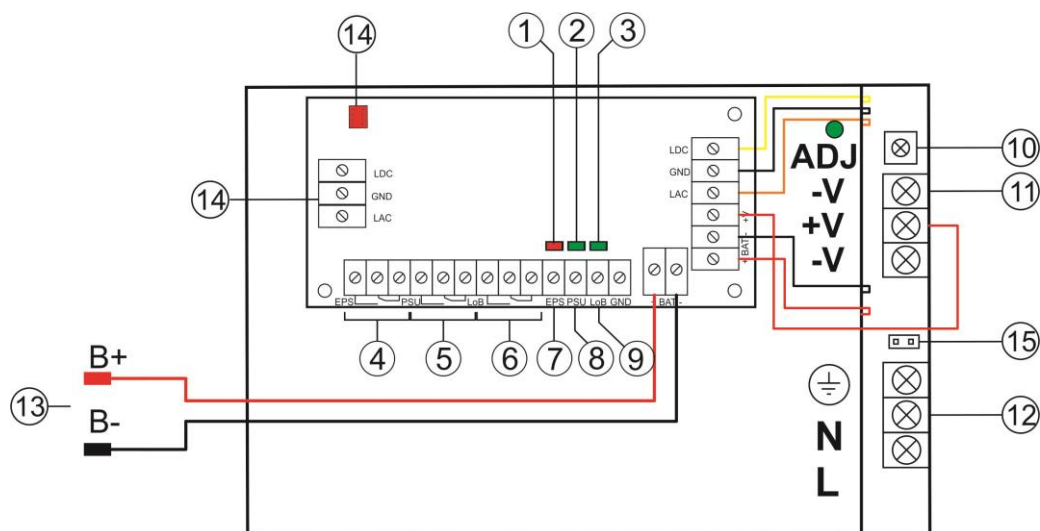 14
1 2 3
LDC
GND
LAC
+V
- BAT
+
ADJ
-V
+V
-V
10
11
14
LDC
GND
LAC
EPS PSU LoB EPS PSU LoB GND
BAT -
4 5 6 7 8 9
15
B+
B-
13
N
L
12